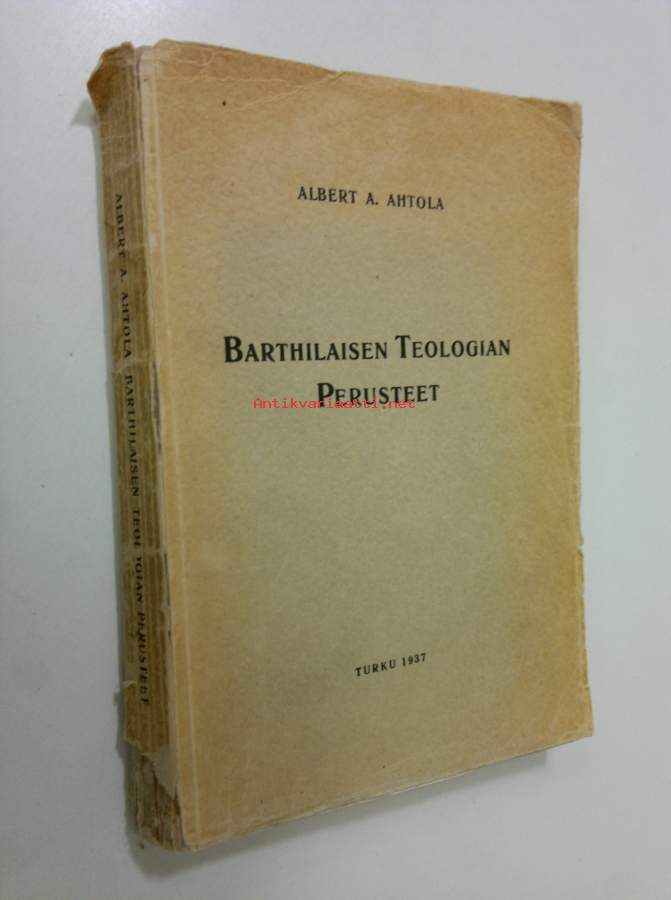 ALBERT A. AHTOLA
BARTHILAISEN TEOLOGIAN
PERUSTEET
Antikvariaatti.net
TURKU 1937
ALBERT A. AHTOLA BARTHILAISEN TEOLOGIAN PERUSTEET